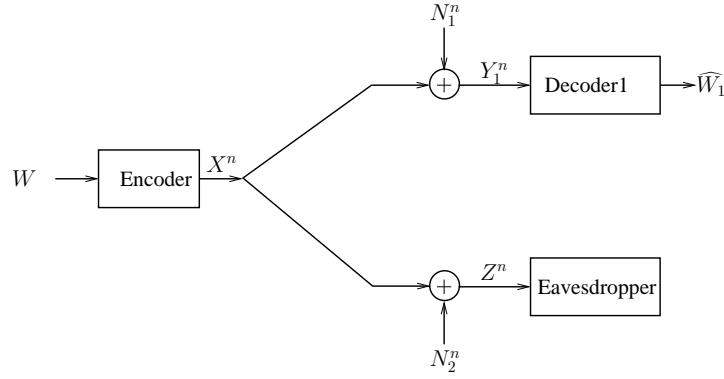 N_1^n
Y_1^n
Decoder1
\widehat{W}_1
+
W
Encoder
X^n
Z^n
Eavesdropper
+
N_2^n